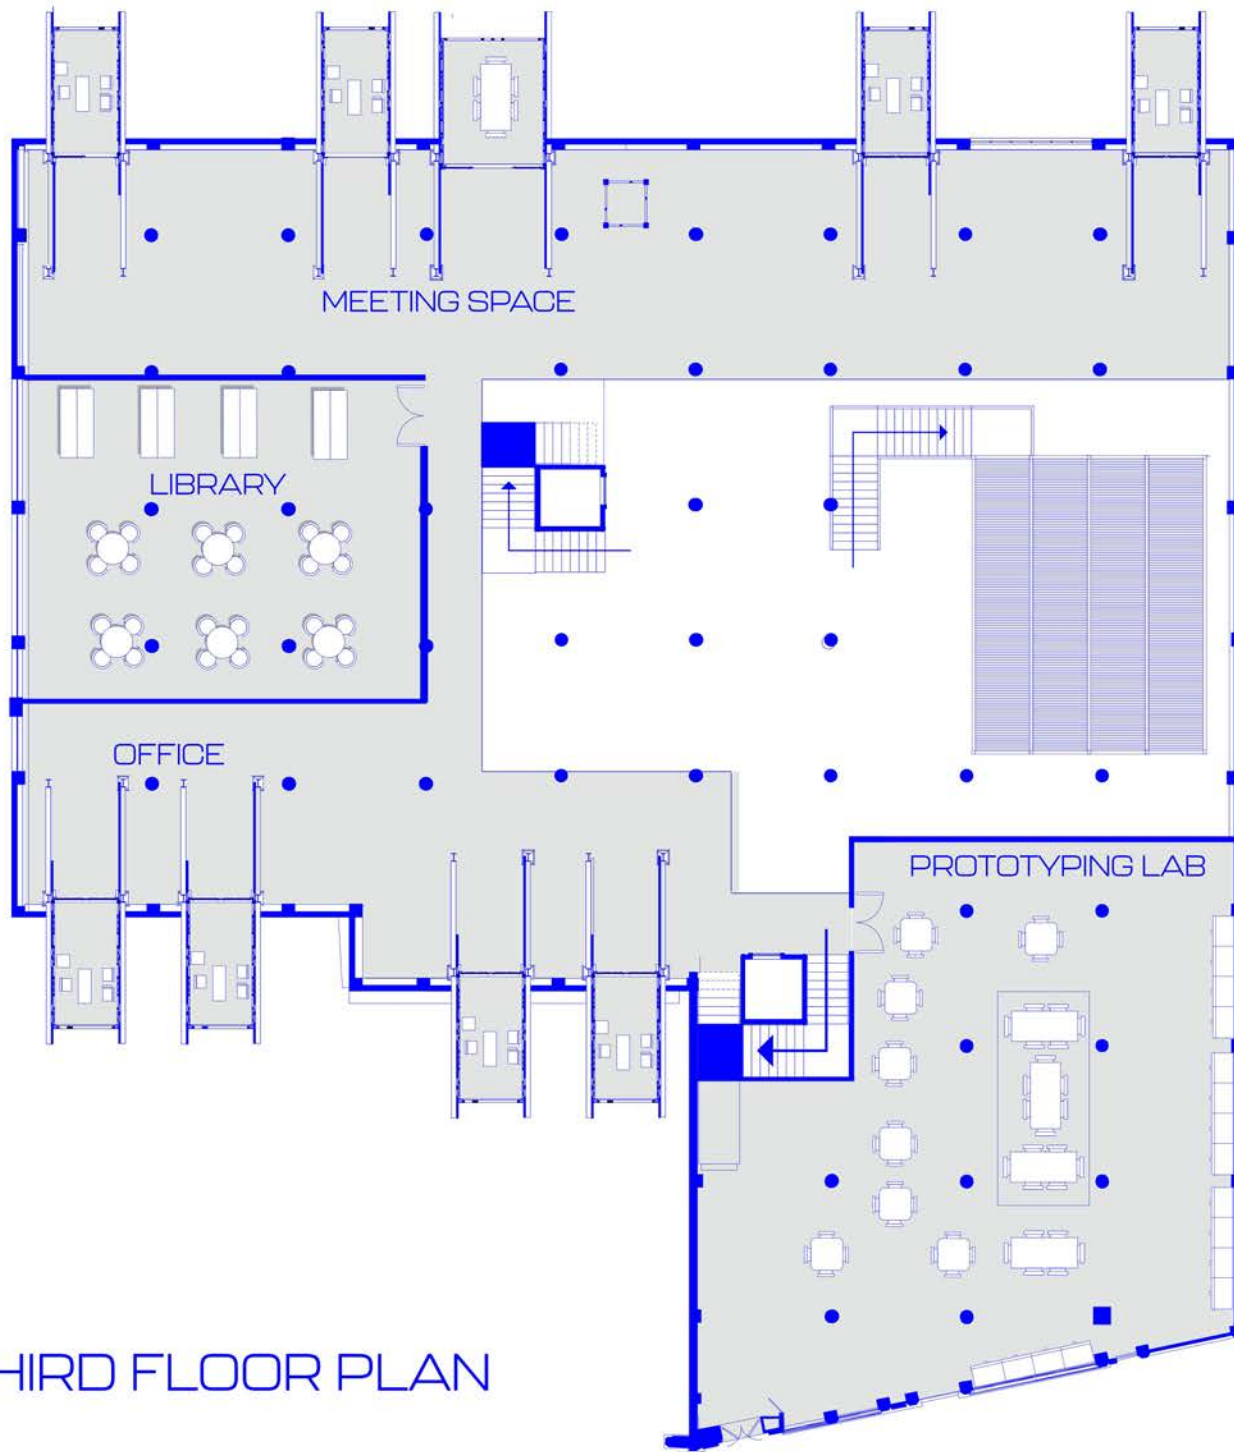 MEETING SPACE
LIBRARY
OFFICE
PROTOTYPING LAB
HIRD FLOOR PLAN